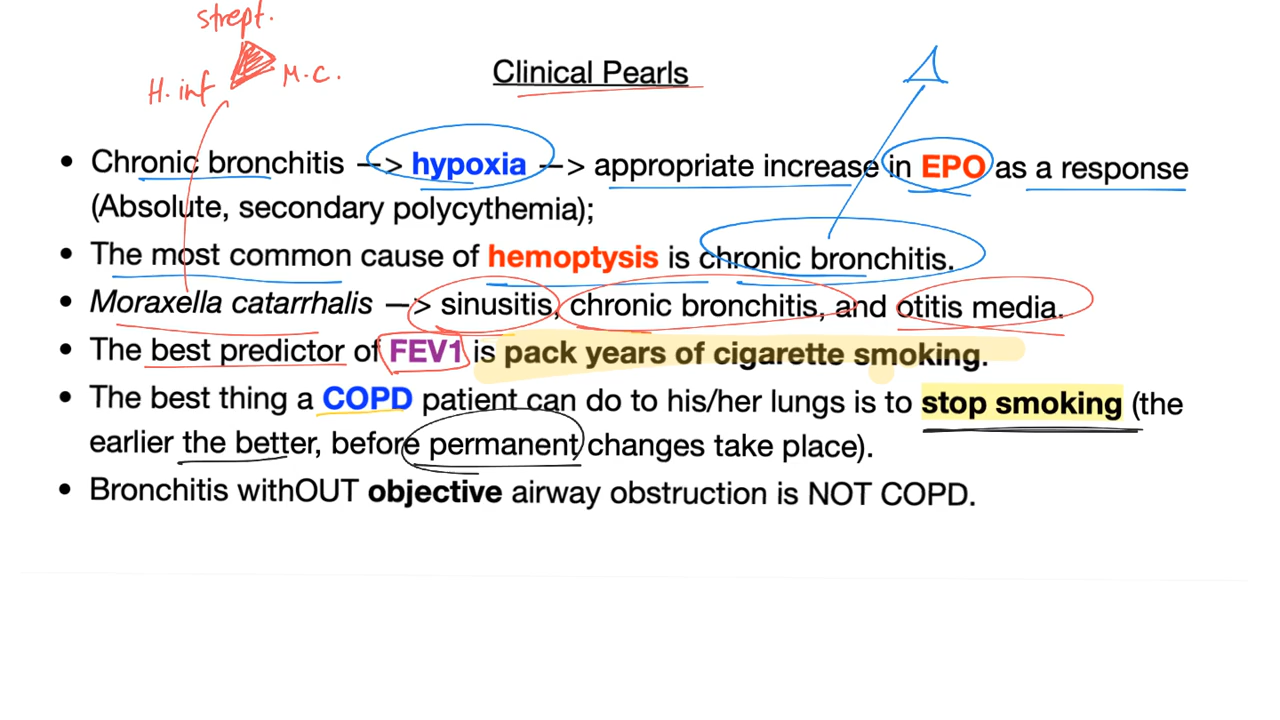 strept.
H. inf
M.C.
Clinical Pearls
• Chronic bronchitis —> hypoxia —> appropriate increase in EPO as a response
(Absolute, secondary polycythemia);
• The most common cause of hemoptysis is chronic bronchitis.
• Moraxella catarrhalis —> sinusitis, chronic bronchitis, and otitis media.
• The best predictor of FEV1 is pack years of cigarette smoking.
• The best thing a COPD patient can do to his/her lungs is to stop smoking (the
earlier the better, before permanent changes take place).
• Bronchitis withOUT objective airway obstruction is NOT COPD.